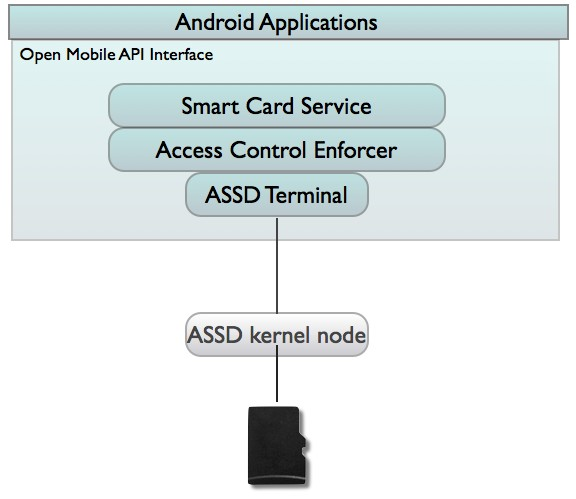 Android Applications
Open Mobile API Interface
Smart Card Service
Access Control Enforcer
ASSD Terminal
ASSD kernel node